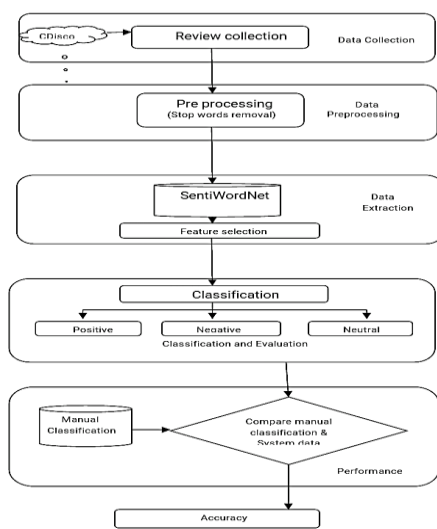 CDisco
Review collection
Data Collection
Pre processing
(Stop words removal)
Data
Preprocessing
SentiWordNet
Data
Extraction
Feature selection
Classification
Positive
Negative
Neutral
Classification and Evaluation
Manual
Classification
Compare manual
classification &
System data
Performance
Accuracy